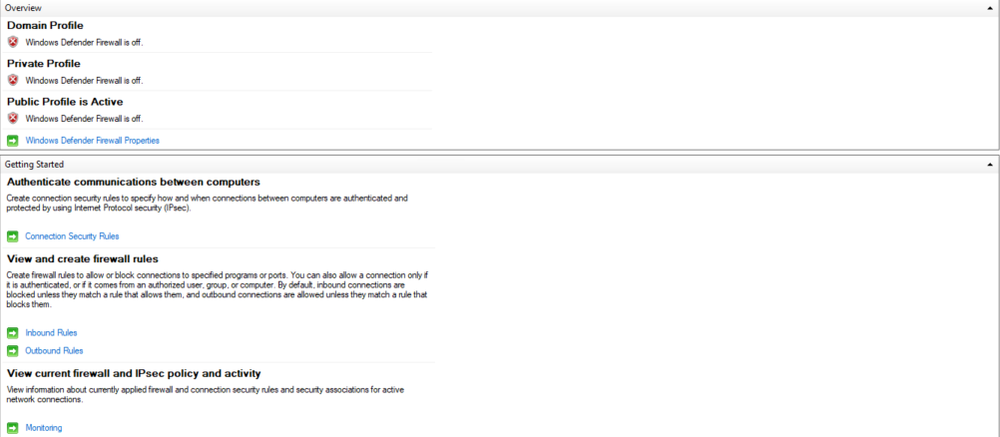 Overview
Domain Profile
Windows Defender Firewall is off.
Private Profile
Windows Defender Firewall is off.
Public Profile is Active
Windows Defender Firewall is off.
Windows Defender Firewall Properties
Getting Started
Authenticate communications between computers
Create connection security rules to specify how and when connections between computers are authenticated and
protected by using Internet Protocol security (IPsec).
Connection Security Rules
View and create firewall rules
Create firewall rules to allow or block connections to specified programs or ports. You can also allow a connection only if
it is authenticated, or if it comes from an authorized user, group, or computer. By default, inbound connections are
blocked unless they match a rule that allows them, and outbound connections are allowed unless they match a rule that
blocks them.
Inbound Rules
Outbound Rules
View current firewall and IPsec policy and activity
View information about currently applied firewall and connection security rules and security associations for active
network connections.
Monitoring